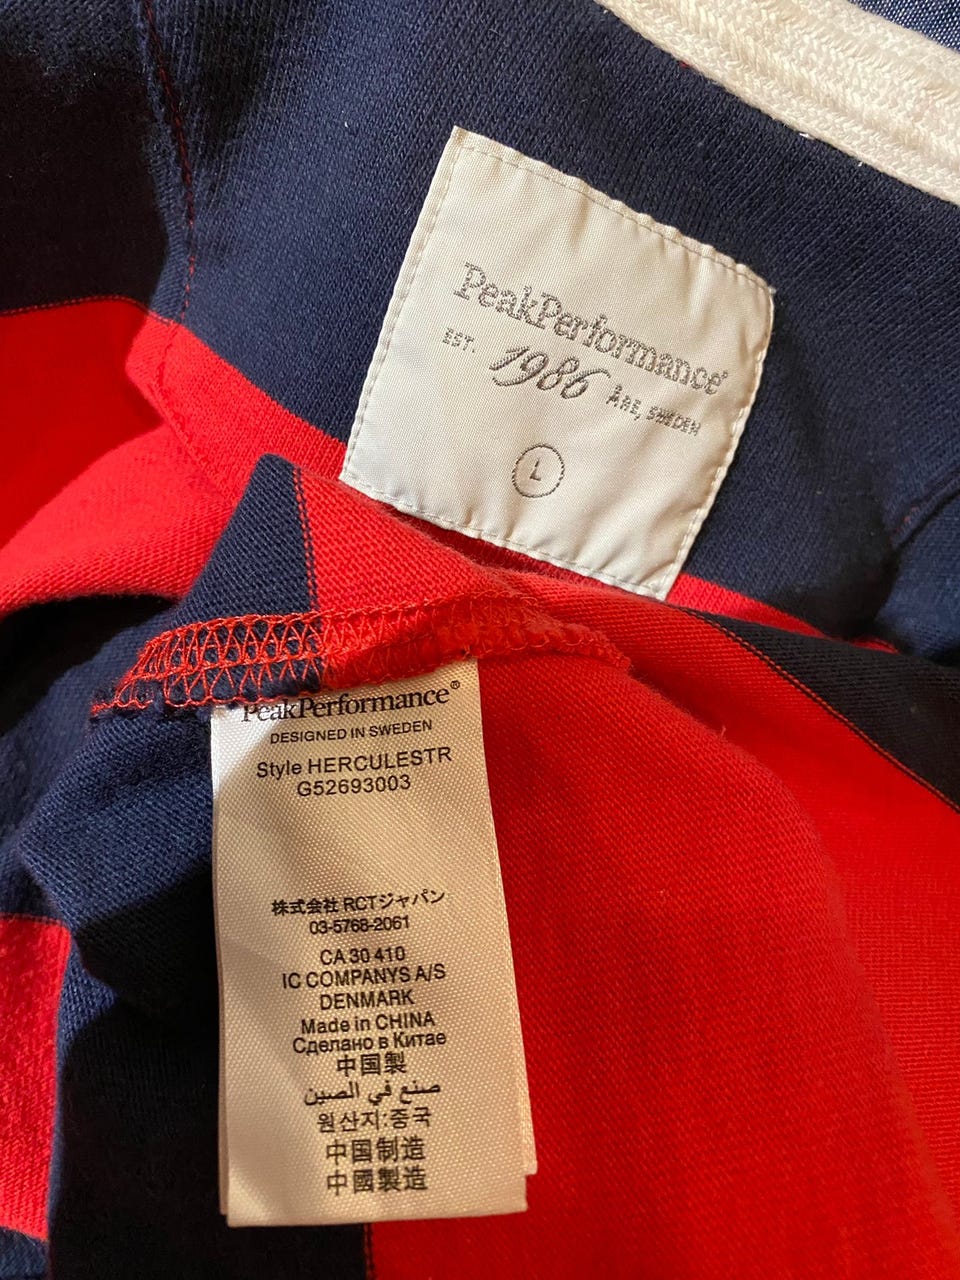 PeakPerformance®
EST. 1986 ÅRE, SWEDEN
L
PeakPerformance®
DESIGNED IN SWEDEN
Style HERCULESTR
G52693003
株式会社 RCTジャパン
03-5768-2061
CA 30 410
IC COMPANYS A/S
DENMARK
Made in CHINA
Сделано в Китае
中国製
صنع في الصين
원산지:중국
中国制造
中國製造